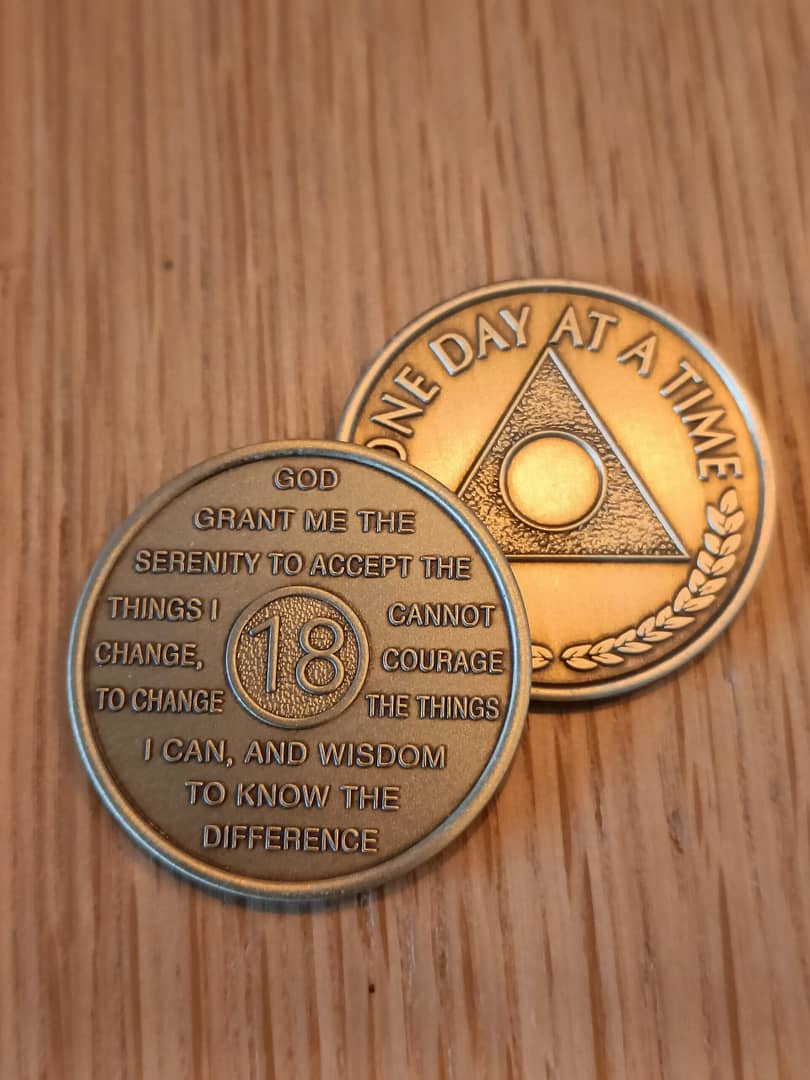 ONE DAY AT A TIME
GOD
GRANT ME THE
SERENITY TO ACCEPT THE
THINGS I CANNOT
CHANGE, COURAGE
TO CHANGE THE THINGS
18
I CAN, AND WISDOM
TO KNOW THE
DIFFERENCE